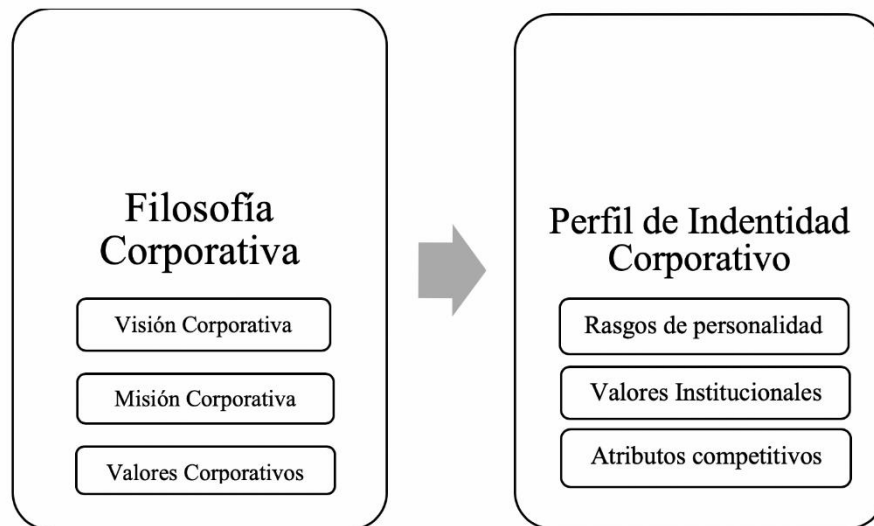 Filosofía
Corporativa
Visión Corporativa
Misión Corporativa
Valores Corporativos
Perfil de Indentidad
Corporativo
Rasgos de personalidad
Valores Institucionales
Atributos competitivos